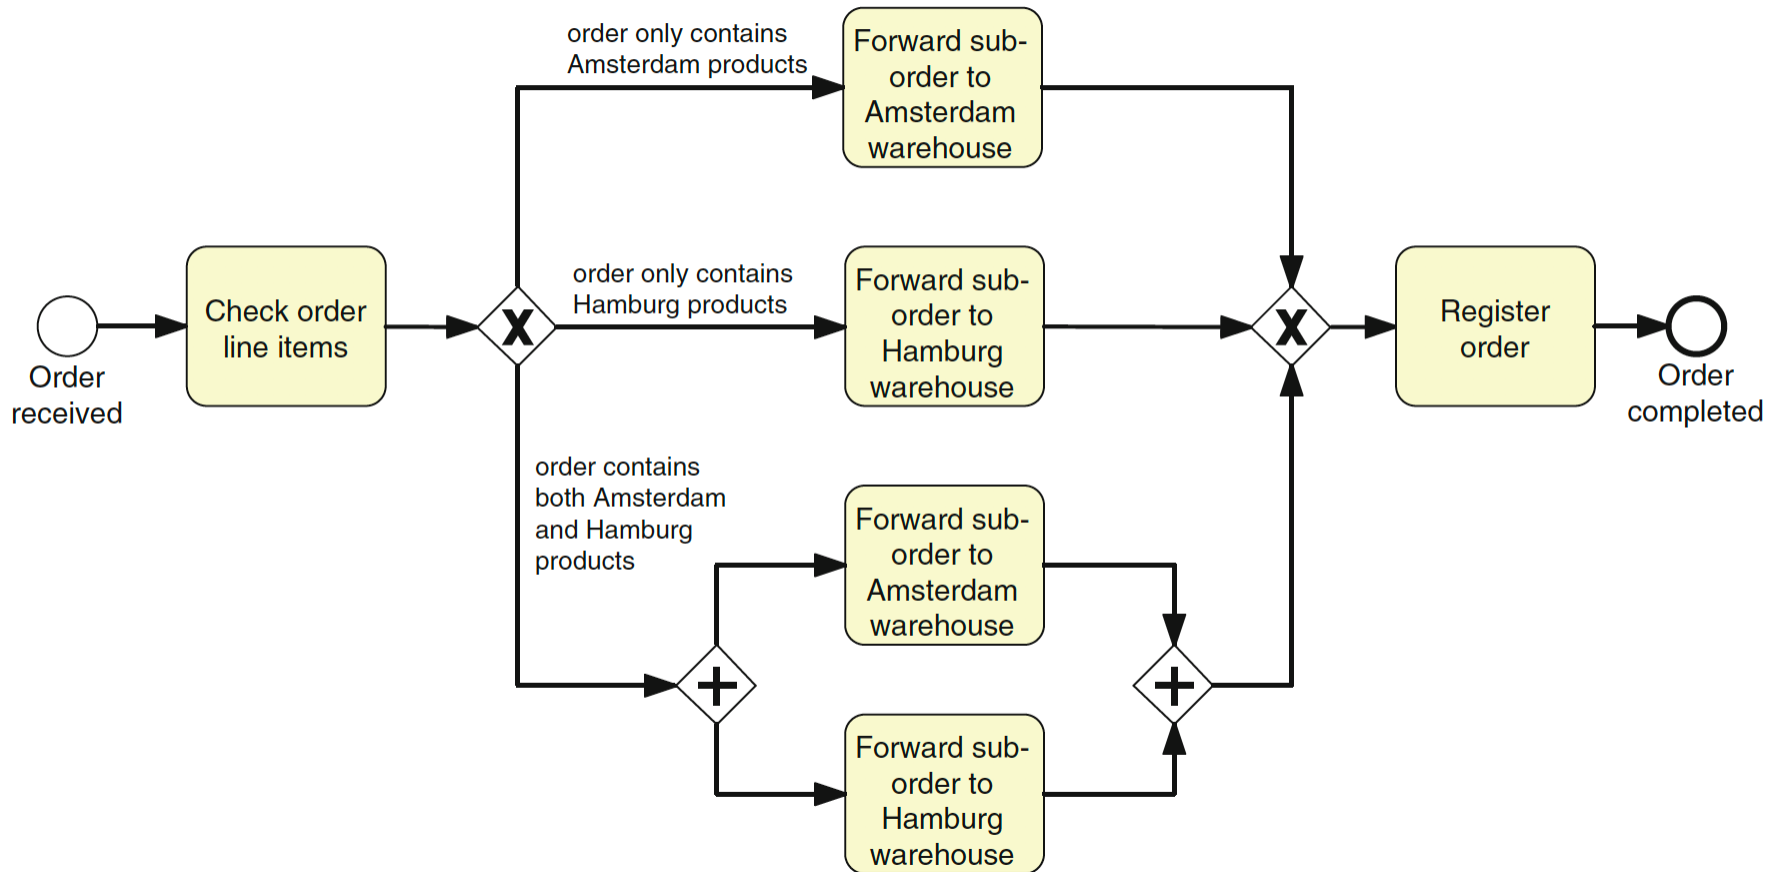 order only contains
Amsterdam products
Forward sub-
order to
Amsterdam
warehouse
Order
received
Check order
line items
X
order only contains
Hamburg products
Forward sub-
order to
Hamburg
warehouse
X
Register
order
Order
completed
order contains
both Amsterdam
and Hamburg
products
+
Forward sub-
order to
Amsterdam
warehouse
+
Forward sub-
order to
Hamburg
warehouse